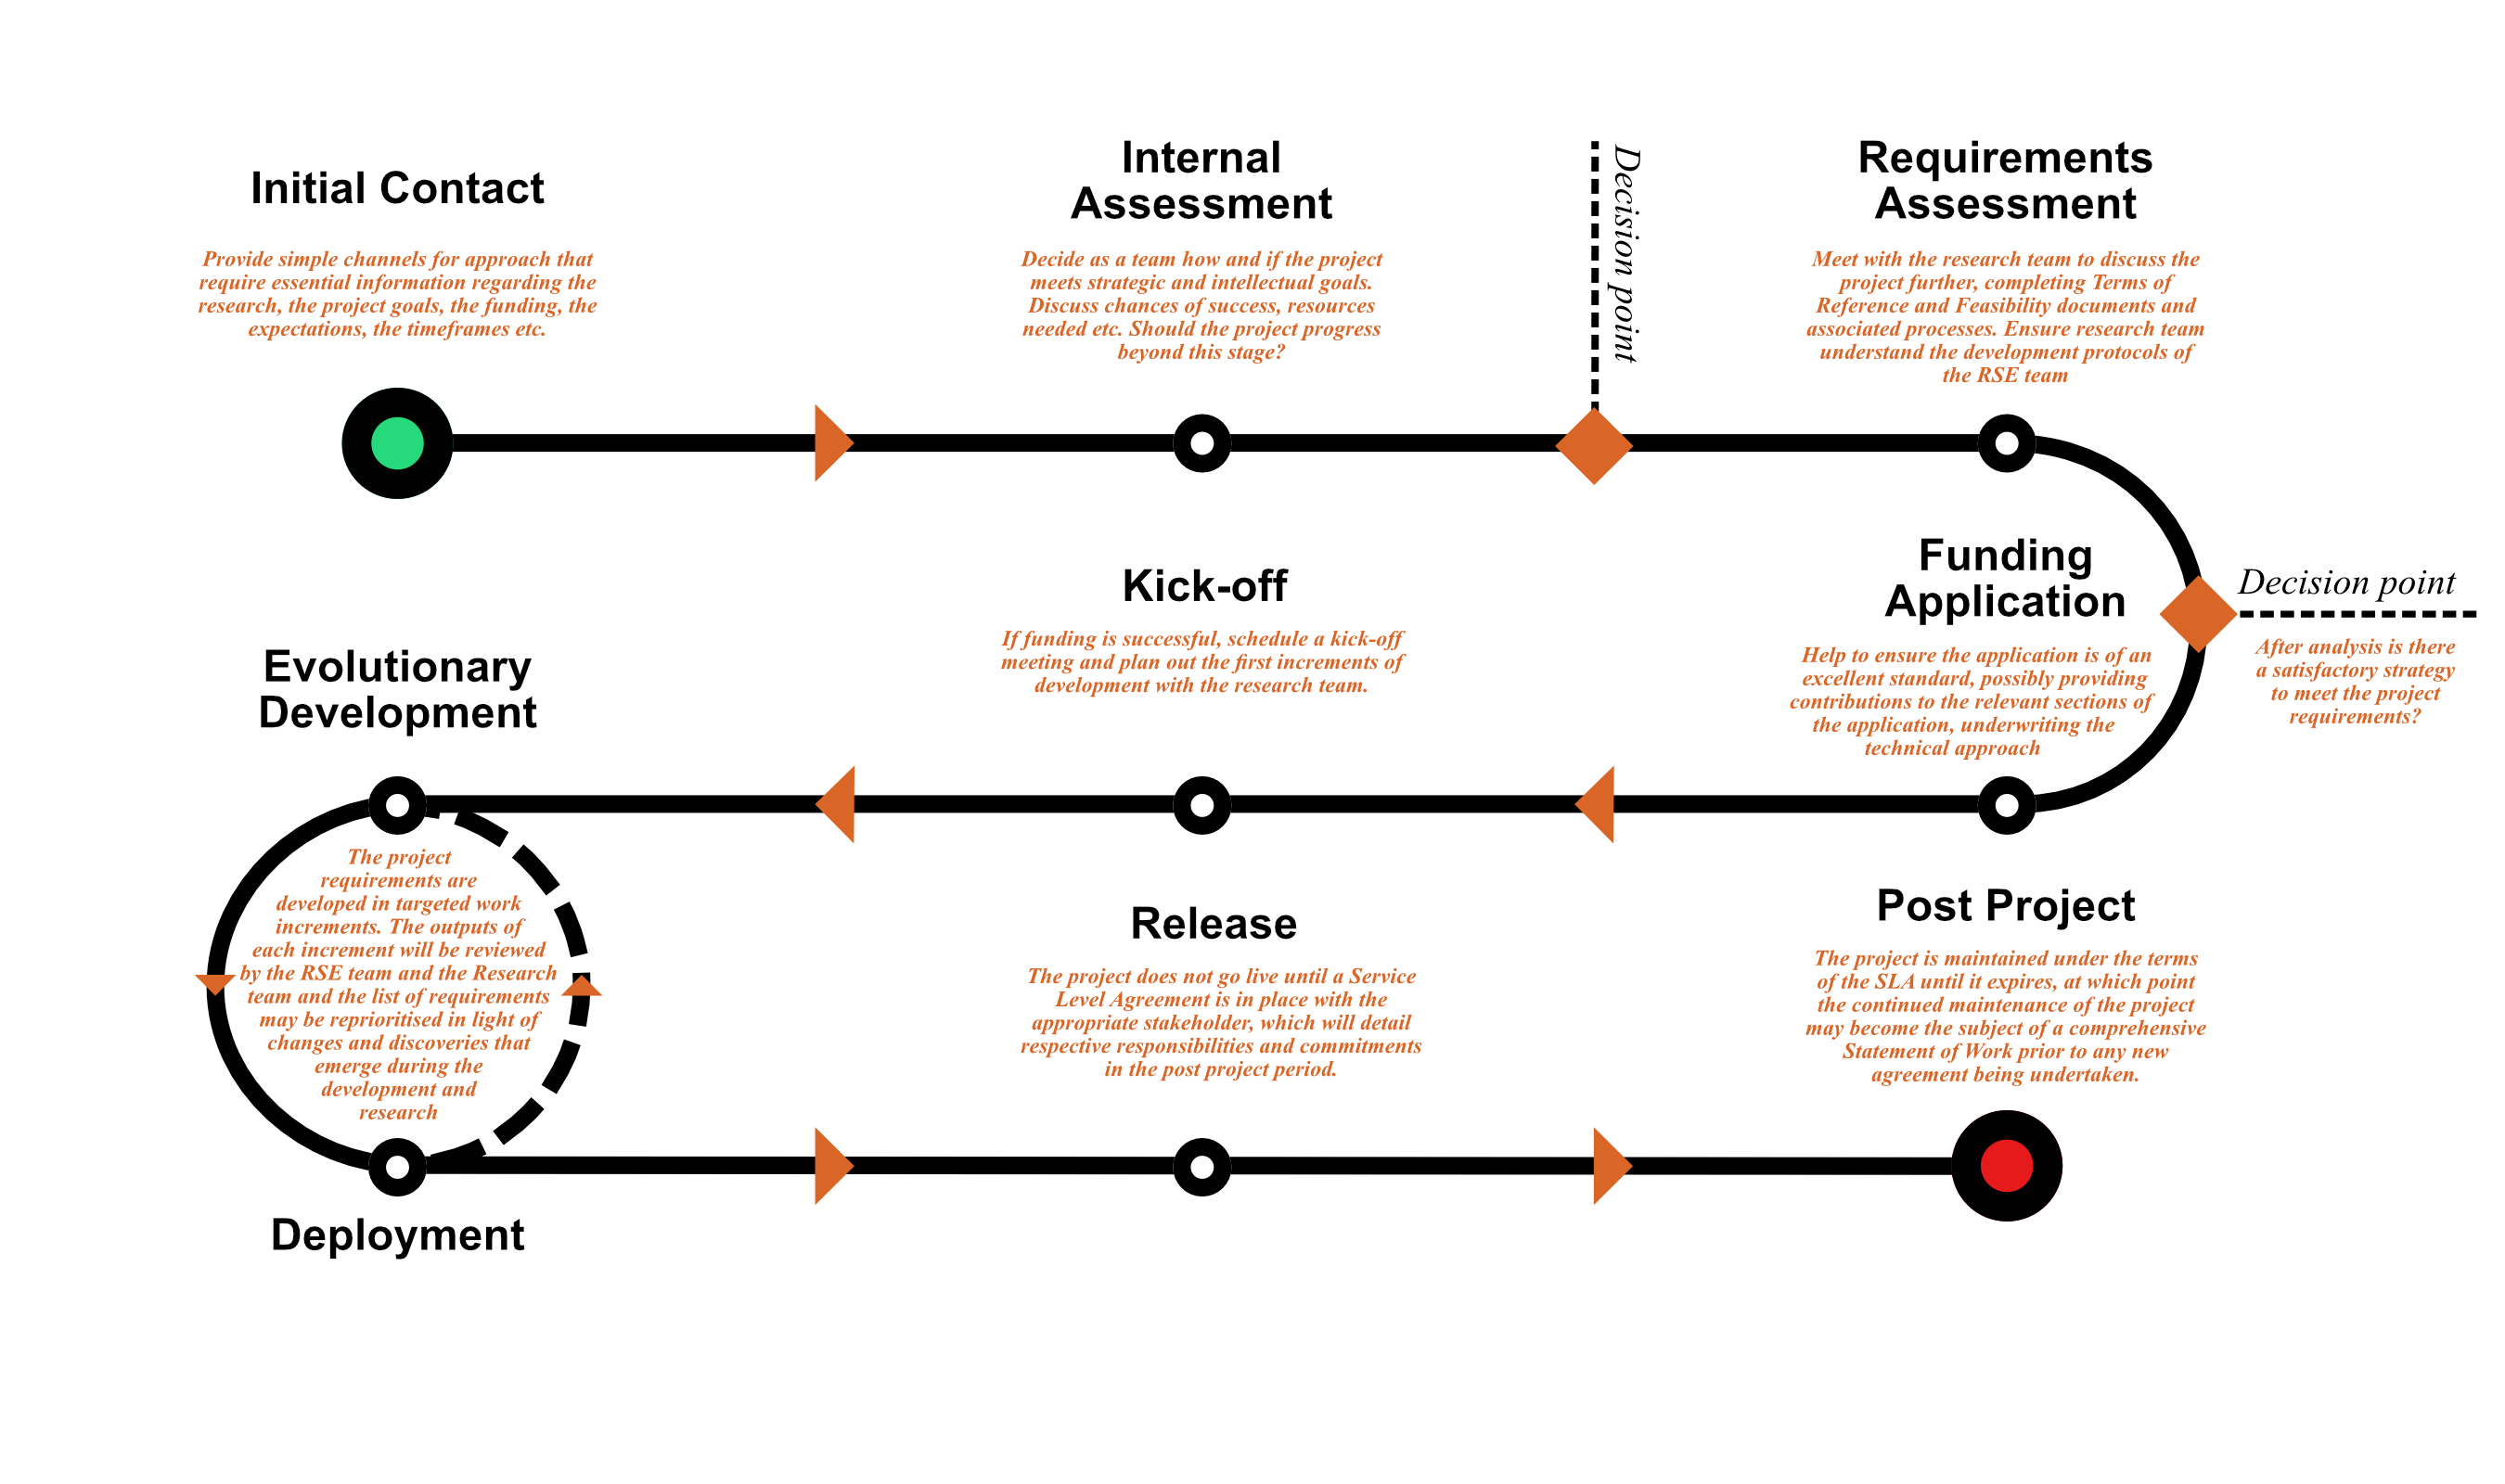 Initial Contact
Provide simple channels for approach that
require essential information regarding the
research, the project goals, the funding, the
expectations, the timeframes etc.
Internal
Assessment
Decide as a team how and if the project
meets strategic and intellectual goals.
Discuss chances of success, resources
needed etc. Should the project progress
beyond this stage?
Decision point
Requirements
Assessment
Meet with the research team to discuss the
project further, completing Terms of
Reference and Feasibility documents and
associated processes. Ensure research team
understand the development protocols of
the RSE team
Decision point
After analysis is there
a satisfactory strategy
to meet the project
requirements?
Funding
Application
Help to ensure the application is of an
excellent standard, possibly providing
contributions to the relevant sections of
the application, underwriting the
technical approach
Kick-off
If funding is successful, schedule a kick-off
meeting and plan out the first increments of
development with the research team.
Evolutionary
Development
The project
requirements are
developed in targeted work
increments. The outputs of
each increment will be reviewed
by the RSE team and the Research
team and the list of requirements
may be reprioritised in light of
changes and discoveries that
emerge during the
development and
research
Deployment
Release
The project does not go live until a Service
Level Agreement is in place with the
appropriate stakeholder, which will detail
respective responsibilities and commitments
in the post project period.
Post Project
The project is maintained under the terms
of the SLA until it expires, at which point
the continued maintenance of the project
may become the subject of a comprehensive
Statement of Work prior to any new
agreement being undertaken.